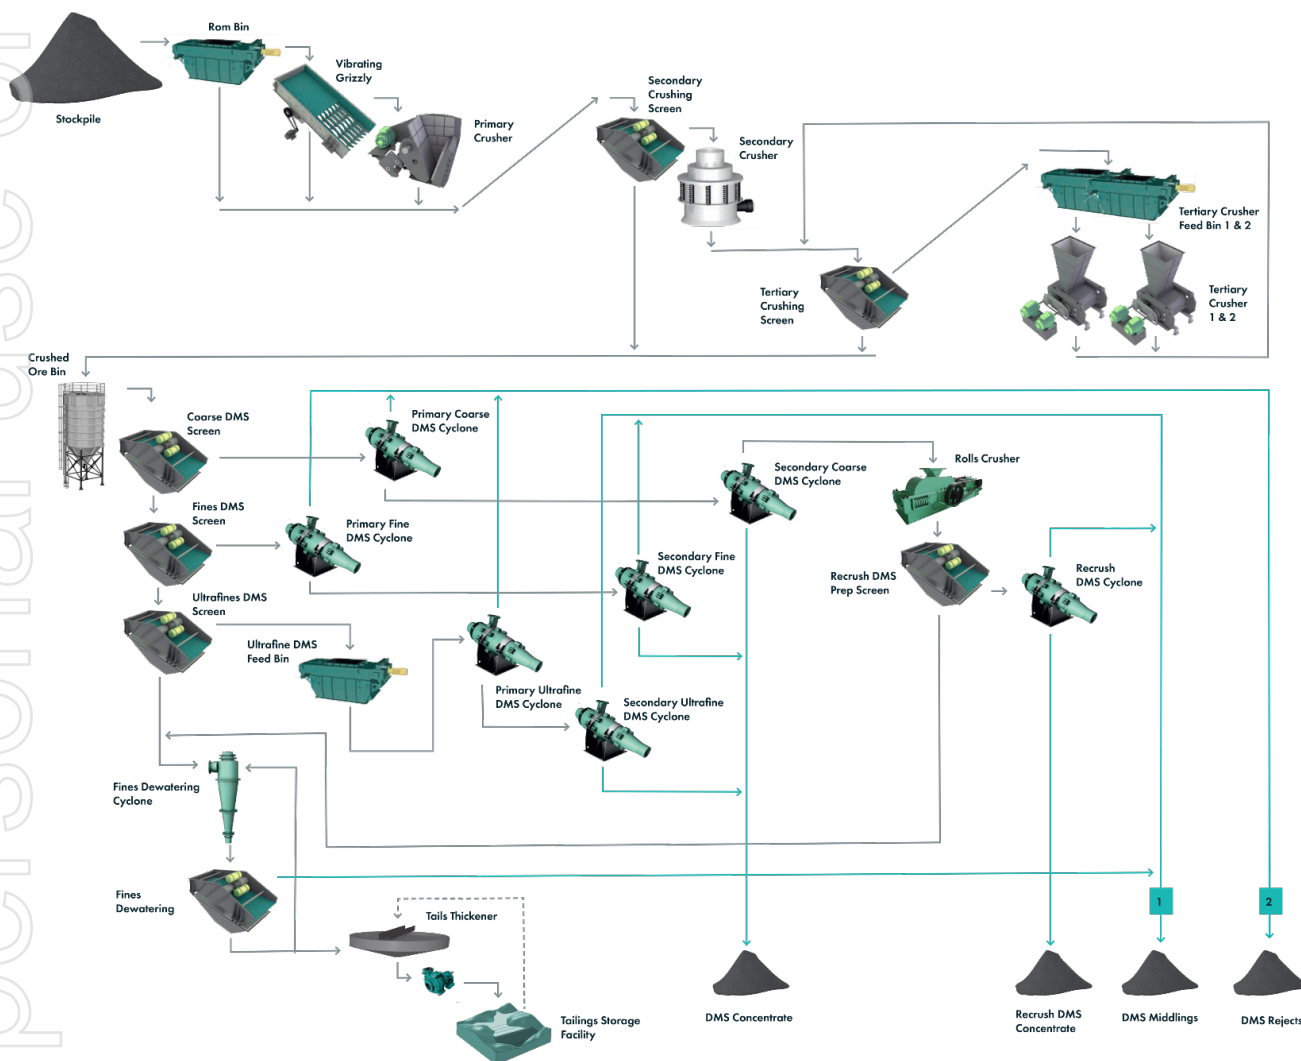 Rom Bin
Stockpile
Vibrating
Grizzly
Primary
Crusher
Secondary
Crushing
Screen
Secondary
Crusher
Tertiary Crusher
Feed Bin 1 & 2
Tertiary
Crushing
Screen
Tertiary
Crusher
1 & 2
Crushed
Ore Bin
Coarse DMS
Screen
Primary Coarse
DMS Cyclone
Secondary Coarse
DMS Cyclone
Rolls Crusher
Fines DMS
Screen
Primary Fine
DMS Cyclone
Secondary Fine
DMS Cyclone
Recrush DMS
Prep Screen
Recrush
DMS Cyclone
Ultrafines DMS
Screen
Ultrafine DMS
Feed Bin
Primary Ultrafine
DMS Cyclone
Secondary Ultrafine
DMS Cyclone
Fines Dewatering
Cyclone
Fines
Dewatering
Tails Thickener
1
2
Tailings Storage
Facility
DMS Concentrate
Recrush DMS
Concentrate
DMS Middlings
DMS Rejects